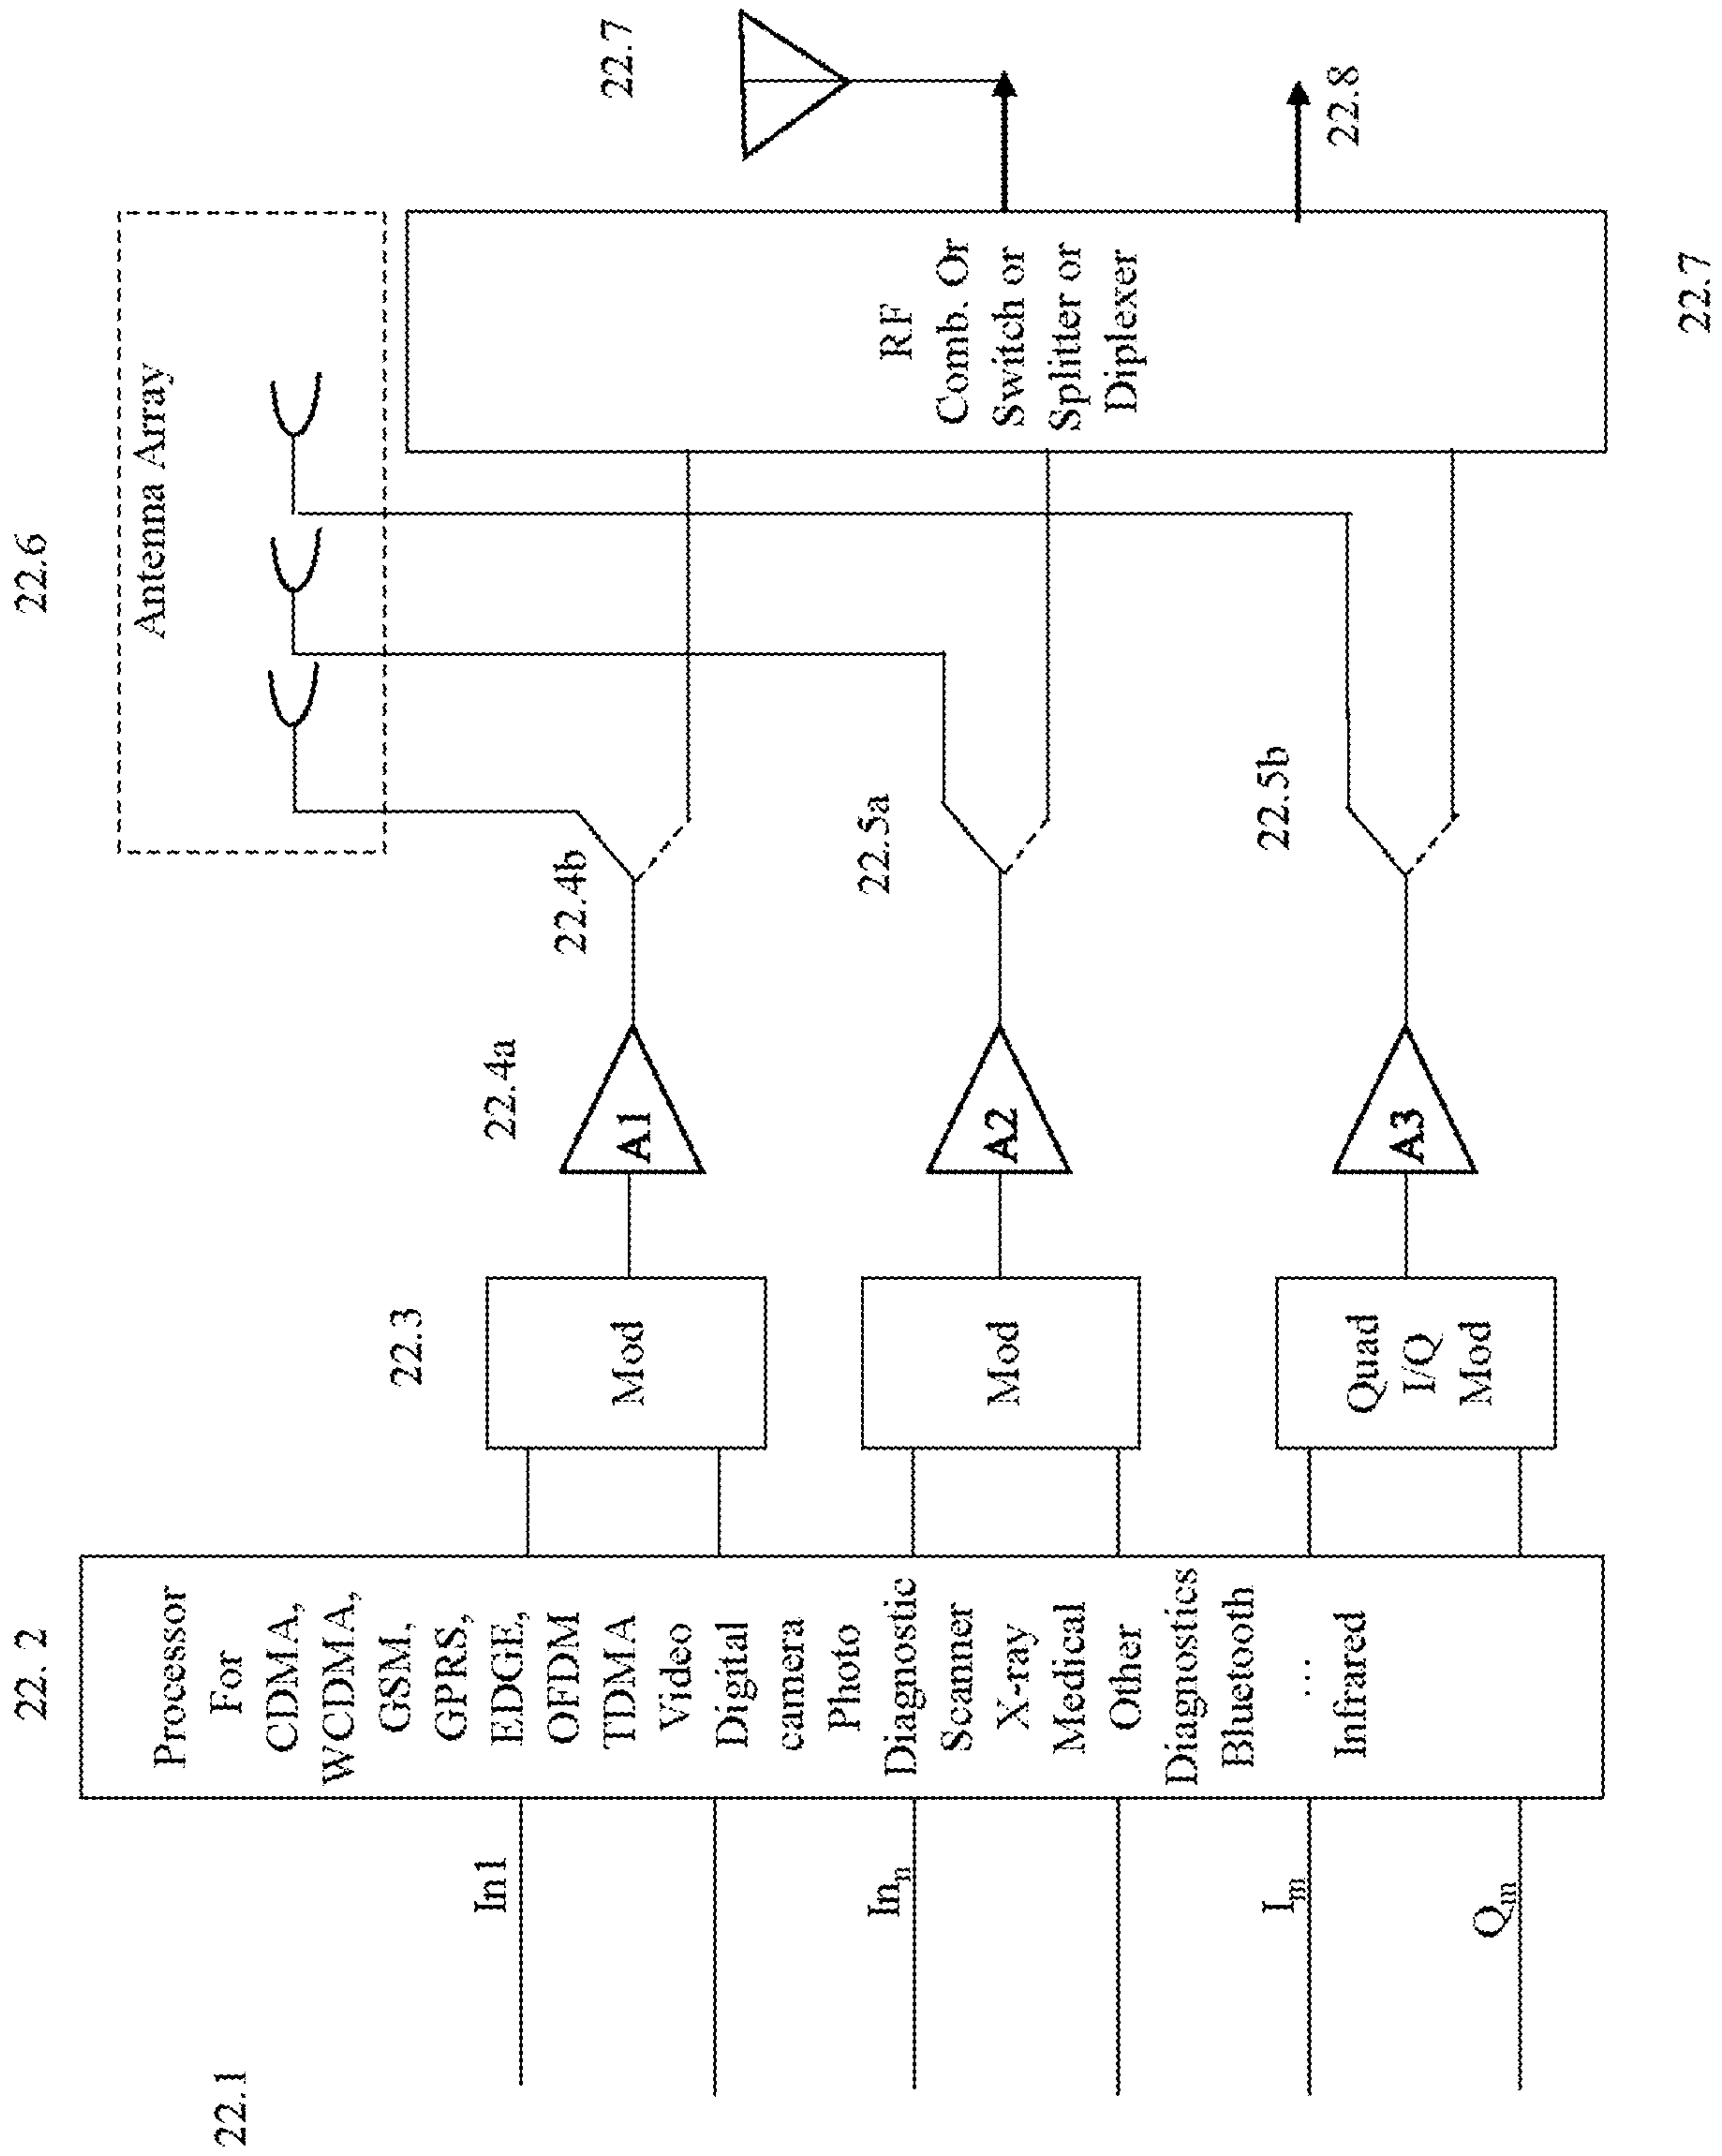 22.1
In1
In_n
I_m
Q_m
22. 2
Processor
For
CDMA,
WCDMA,
GSM,
GPRS,
EDGE,
OFDM
TDMA
Video
Digital
camera
Photo
Diagnostic
Scanner
X-ray
Medical
Other
Diagnostics
Bluetooth
...
Infrared
22.3
Mod
Mod
Quad
I/Q
Mod
22.4a
A1
A2
A3
22.4b
22.5a
22.5b
22.6
Antenna Array
RF
Comb. Or
Switch or
Splitter or
Diplexer
22.7
22.7
22.8